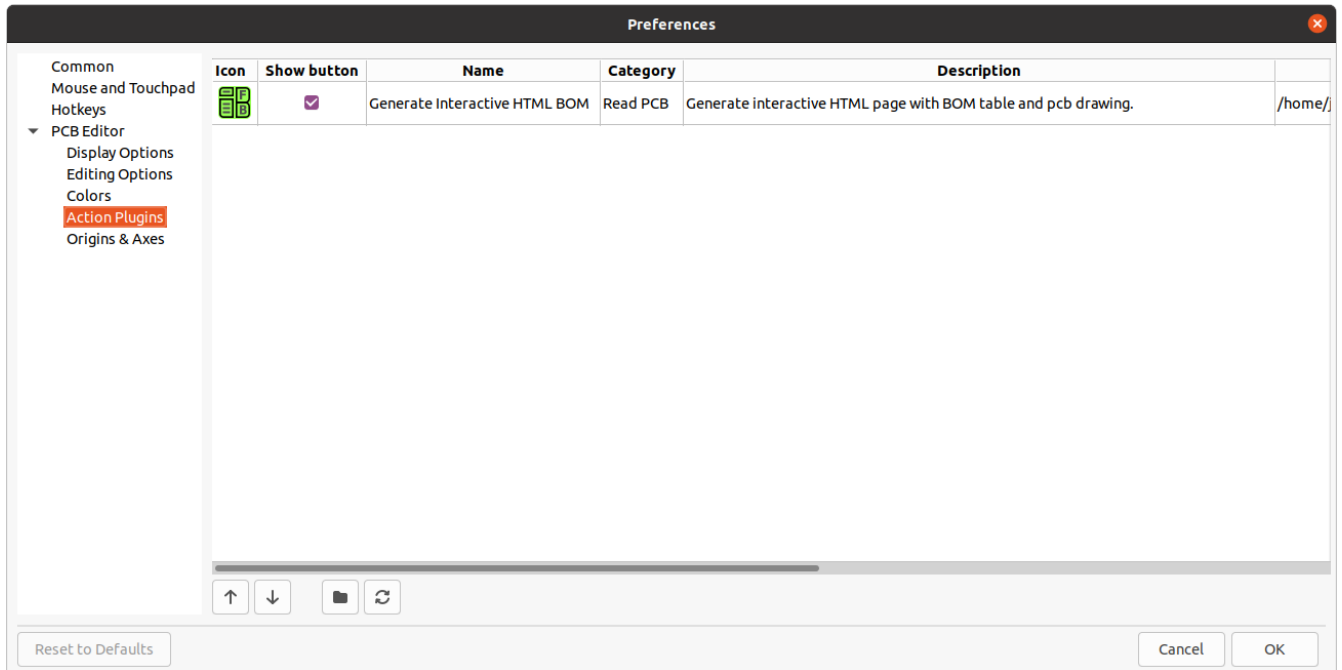 Preferences
Common
Mouse and Touchpad
Hotkeys
PCB Editor
Display Options
Editing Options
Colors
Action Plugins
Origins & Axes
Icon Show button Name Category Description
F
B
Generate Interactive HTML BOM Read PCB Generate interactive HTML page with BOM table and pcb drawing. /home/j
Reset to Defaults
Cancel OK